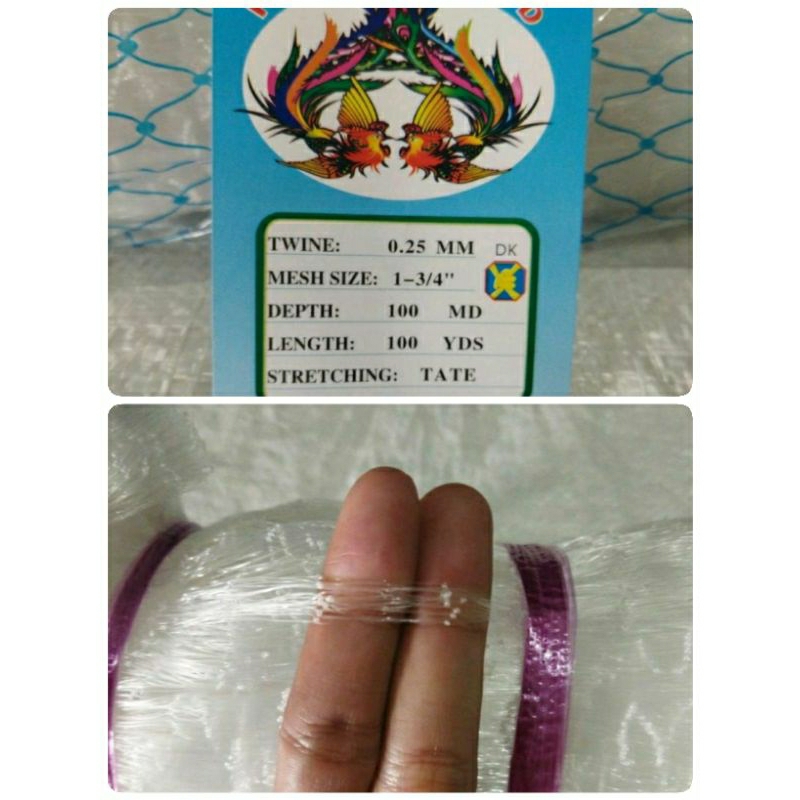 TWINE: 0.25 MM DK
MESH SIZE: 1-3/4"
DEPTH: 100 MD
LENGTH: 100 YDS
STRETCHING: TATE